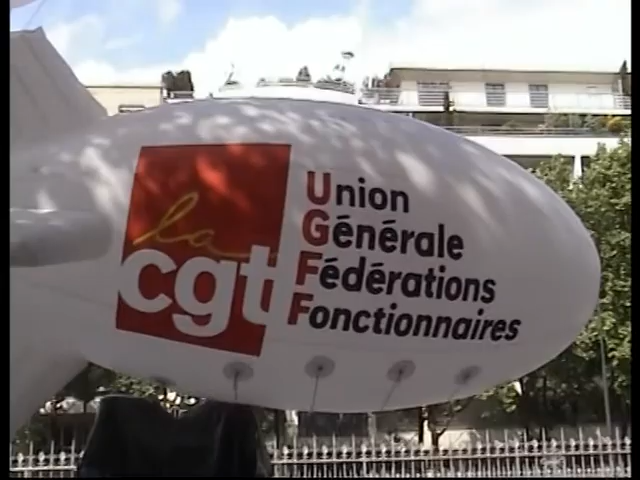 la
cgt
Union
Générale
Fédérations
Fonctionnaires